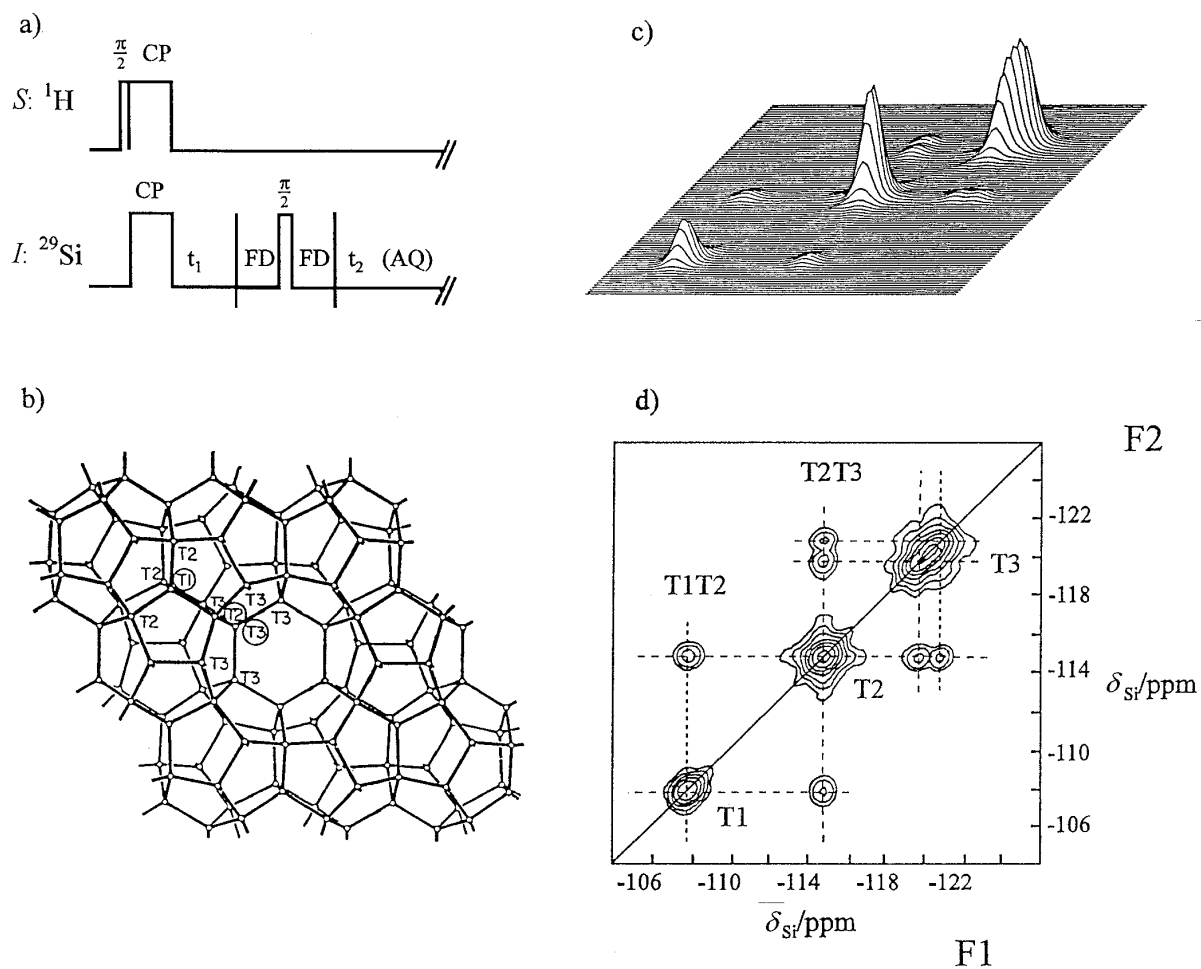 a)
π/2 CP
S: ¹H
CP π/2
I: ²⁹Si t₁ FD FD t₂ (AQ)
b)
T2
T2 T1
T3 T3
T2 T2 T3
T3
T3
T3
c)
d)
F2
T2T3
-122
T3
T1T2
-118
-114
T2
δSi/ppm
-110
T1
-106
-106 -110 -114 -118 -122
δSi/ppm
F1